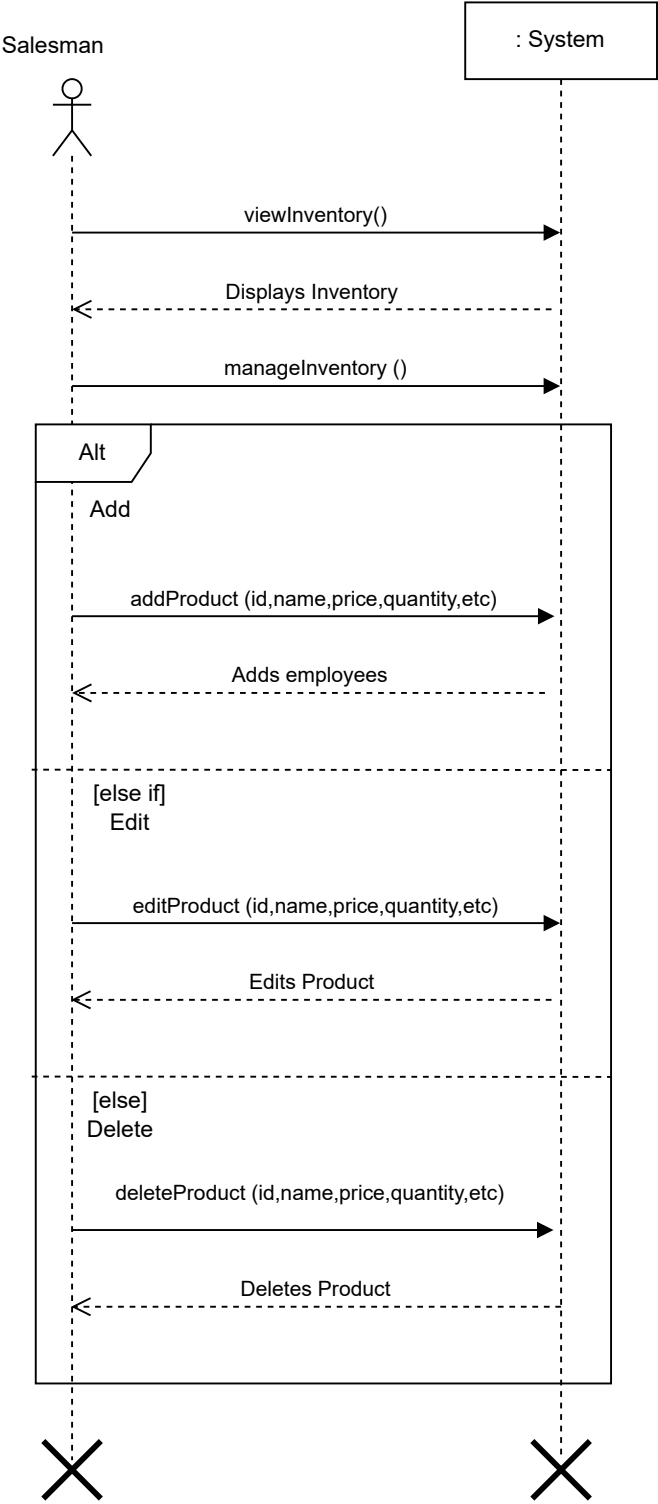 Salesman
: System
viewInventory()
Displays Inventory
manageInventory ()
Alt
Add
addProduct (id,name,price,quantity,etc)
Adds employees
[else if]
Edit
editProduct (id,name,price,quantity,etc)
Edits Product
[else]
Delete
deleteProduct (id,name,price,quantity,etc)
Deletes Product